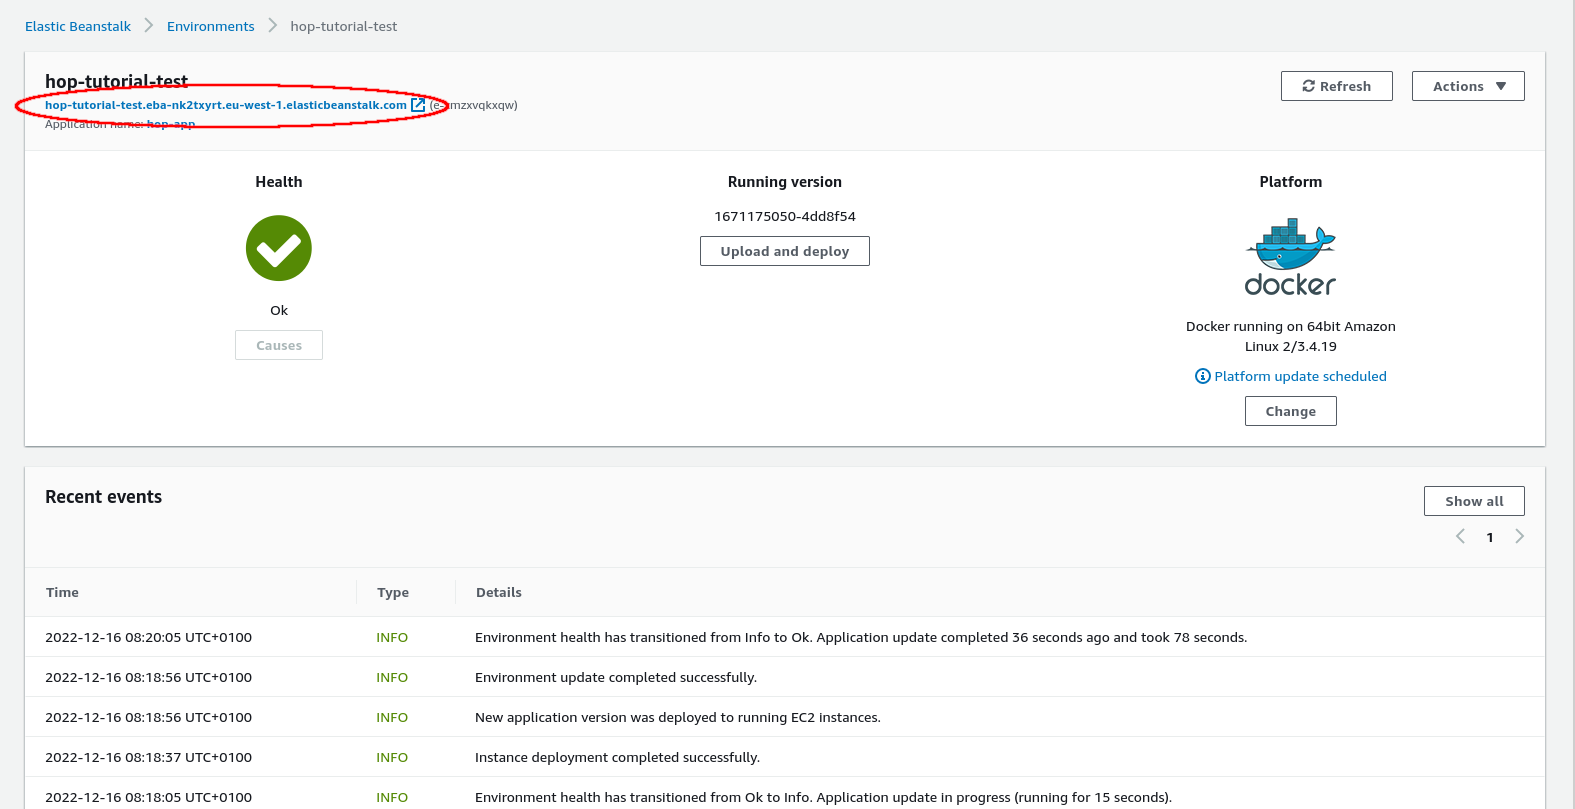 Elastic Beanstalk > Environments > hop-tutorial-test
hop-tutorial-test
hop-tutorial-test.eba-nk2txyrt.eu-west-1.elasticbeanstalk.com
Application name: hop-app
Refresh
Actions
Health
Ok
Causes
Running version
1671175050-4dd8f54
Upload and deploy
Platform
docker
Docker running on 64bit Amazon
Linux 2/3.4.19
Platform update scheduled
Change
Recent events
Show all
1
Time Type Details
2022-12-16 08:20:05 UTC+0100 INFO Environment health has transitioned from Info to Ok. Application update completed 36 seconds ago and took 78 seconds.
2022-12-16 08:18:56 UTC+0100 INFO Environment update completed successfully.
2022-12-16 08:18:56 UTC+0100 INFO New application version was deployed to running EC2 instances.
2022-12-16 08:18:37 UTC+0100 INFO Instance deployment completed successfully.
2022-12-16 08:18:05 UTC+0100 INFO Environment health has transitioned from Ok to Info. Application update in progress (running for 15 seconds).